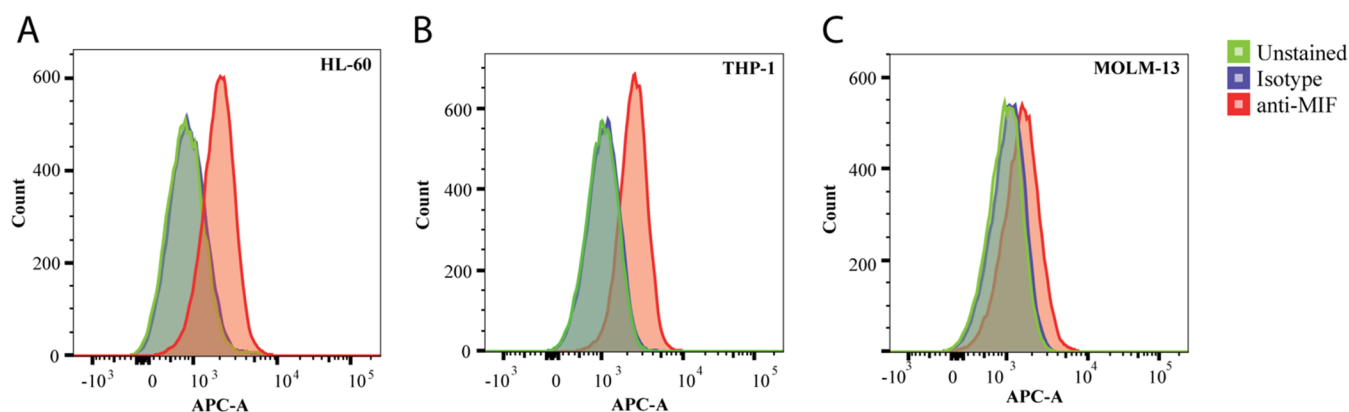 A
HL-60
600
400
200
0
Count
-10³ 0 10³ 10⁴ 10⁵
APC-A
B
THP-1
600
400
200
0
Count
-10³ 0 10³ 10⁴ 10⁵
APC-A
C
MOLM-13
600
400
200
0
Count
-10³ 0 10³ 10⁴ 10⁵
APC-A
Unstained
Isotype
anti-MIF